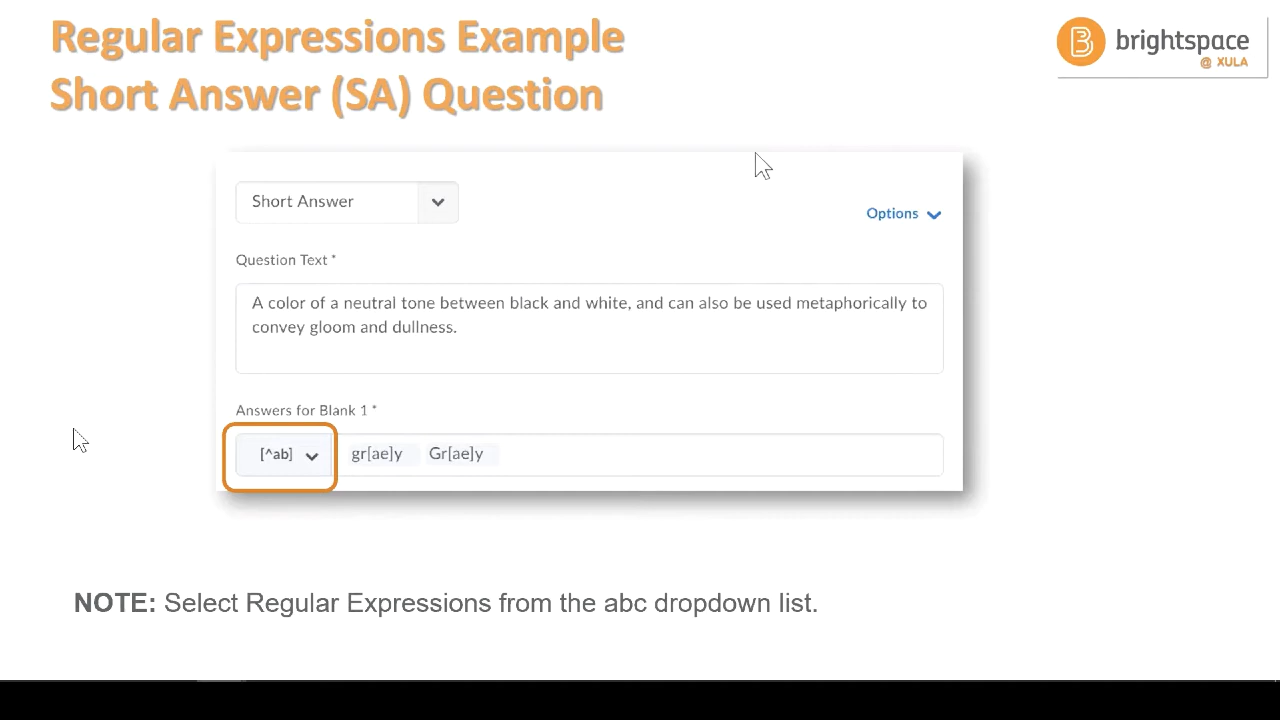 Regular Expressions Example
Short Answer (SA) Question
brightspace
@ XULA
Short Answer
Options
Question Text *
A color of a neutral tone between black and white, and can also be used metaphorically to
convey gloom and dullness.
Answers for Blank 1 *
[^ab] gr[ae]y Gr[ae]y
NOTE: Select Regular Expressions from the abc dropdown list.